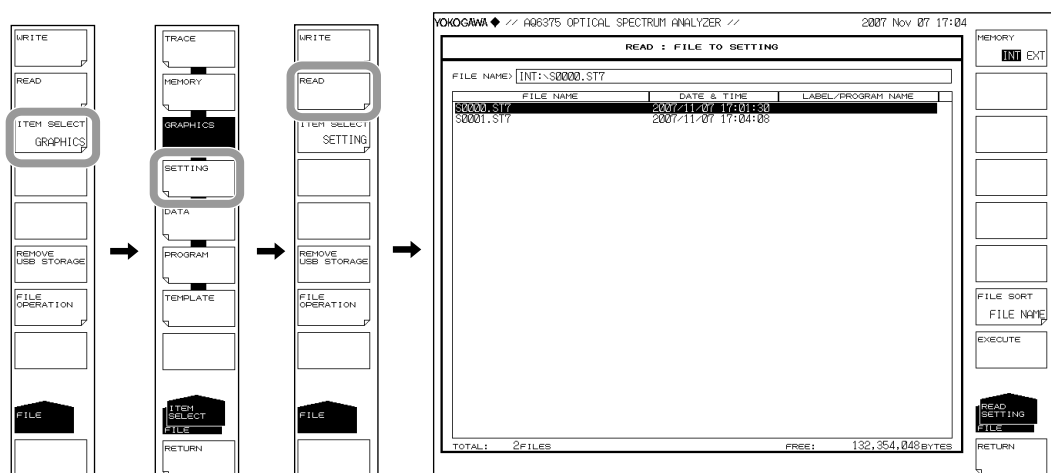 WRITE
READ
ITEM SELECT
GRAPHICS
REMOVE
USB STORAGE
FILE
OPERATION
FILE
TRACE
MEMORY
GRAPHICS
SETTING
DATA
PROGRAM
TEMPLATE
ITEM
SELECT
FILE
RETURN
WRITE
READ
ITEM SELECT
SETTING
REMOVE
USB STORAGE
FILE
OPERATION
FILE
YOKOGAWA ◆ // AQ6375 OPTICAL SPECTRUM ANALYZER // 2007 Nov 07 17:04
READ : FILE TO SETTING
FILE NAME> INT:\S0000.ST7
FILE NAME DATE & TIME LABEL/PROGRAM NAME
S0000.ST7 2007/11/07 17:01:30
S0001.ST7 2007/11/07 17:04:08
TOTAL: 2FILES FREE: 132,354,048BYTES
MEMORY
INT EXT
FILE SORT
FILE NAME
EXECUTE
READ
SETTING
FILE
RETURN